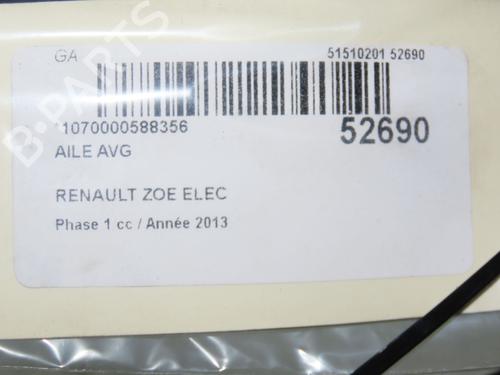 GA
51510201 52690
1070000588356
52690
AILE AVG
RENAULT ZOE ELEC
Phase 1 cc / Année 2013
B-PARTS